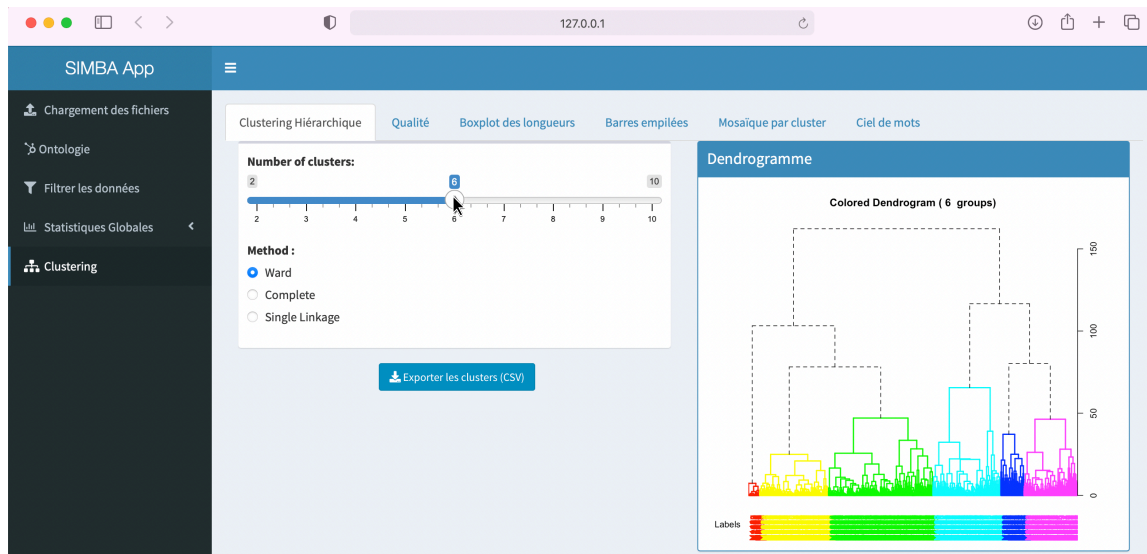 127.0.0.1
SIMBA App
Chargement des fichiers
Ontologie
Filtrer les données
Statistiques Globales
Clustering
Clustering Hiérarchique
Qualité
Boxplot des longueurs
Barres empilées
Mosaïque par cluster
Ciel de mots
Number of clusters:
2
6
10
2 3 4 5 6 7 8 9 10
Method :
Ward
Complete
Single Linkage
Exporter les clusters (CSV)
Dendrogramme
Colored Dendrogram ( 6 groups)
150
100
50
0
Labels